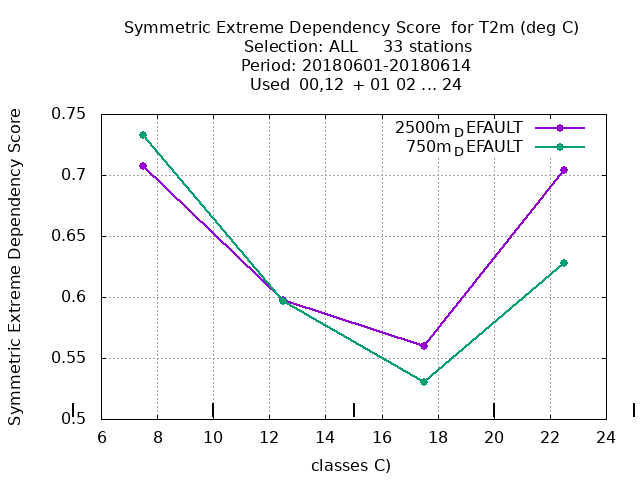 Symmetric Extreme Dependency Score for T2m (deg C)
Selection: ALL 33 stations
Period: 20180601-20180614
Used 00,12 + 01 02 ... 24
Symmetric Extreme Dependency Score
0.75
0.7
0.65
0.6
0.55
0.5
2500m_DEFAULT
750m_DEFAULT
6 8 10 12 14 16 18 20 22 24
classes C)